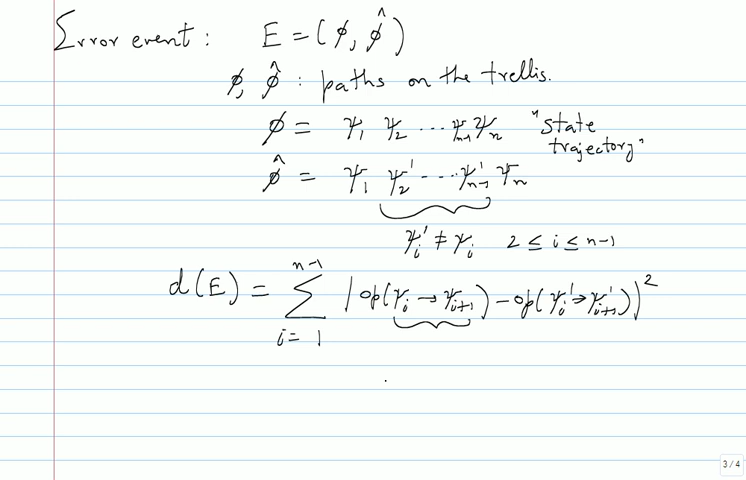 Error event : E = (ϕ, ϕ̂)
ϕ, ϕ̂ : paths on the trellis.
ϕ = ψ₁ ψ₂ ··· ψₙ₋₁ ψₙ "state trajectory"
ϕ̂ = ψ₁ ψ₂' ··· ψₙ₋₁' ψₙ
ψᵢ' ≠ ψᵢ 2 ≤ i ≤ n-1
d(E) = ∑_{i=1}^{n-1} |op(ψᵢ → ψᵢ₊₁) - op(ψᵢ' → ψᵢ₊₁')|²
3 / 4